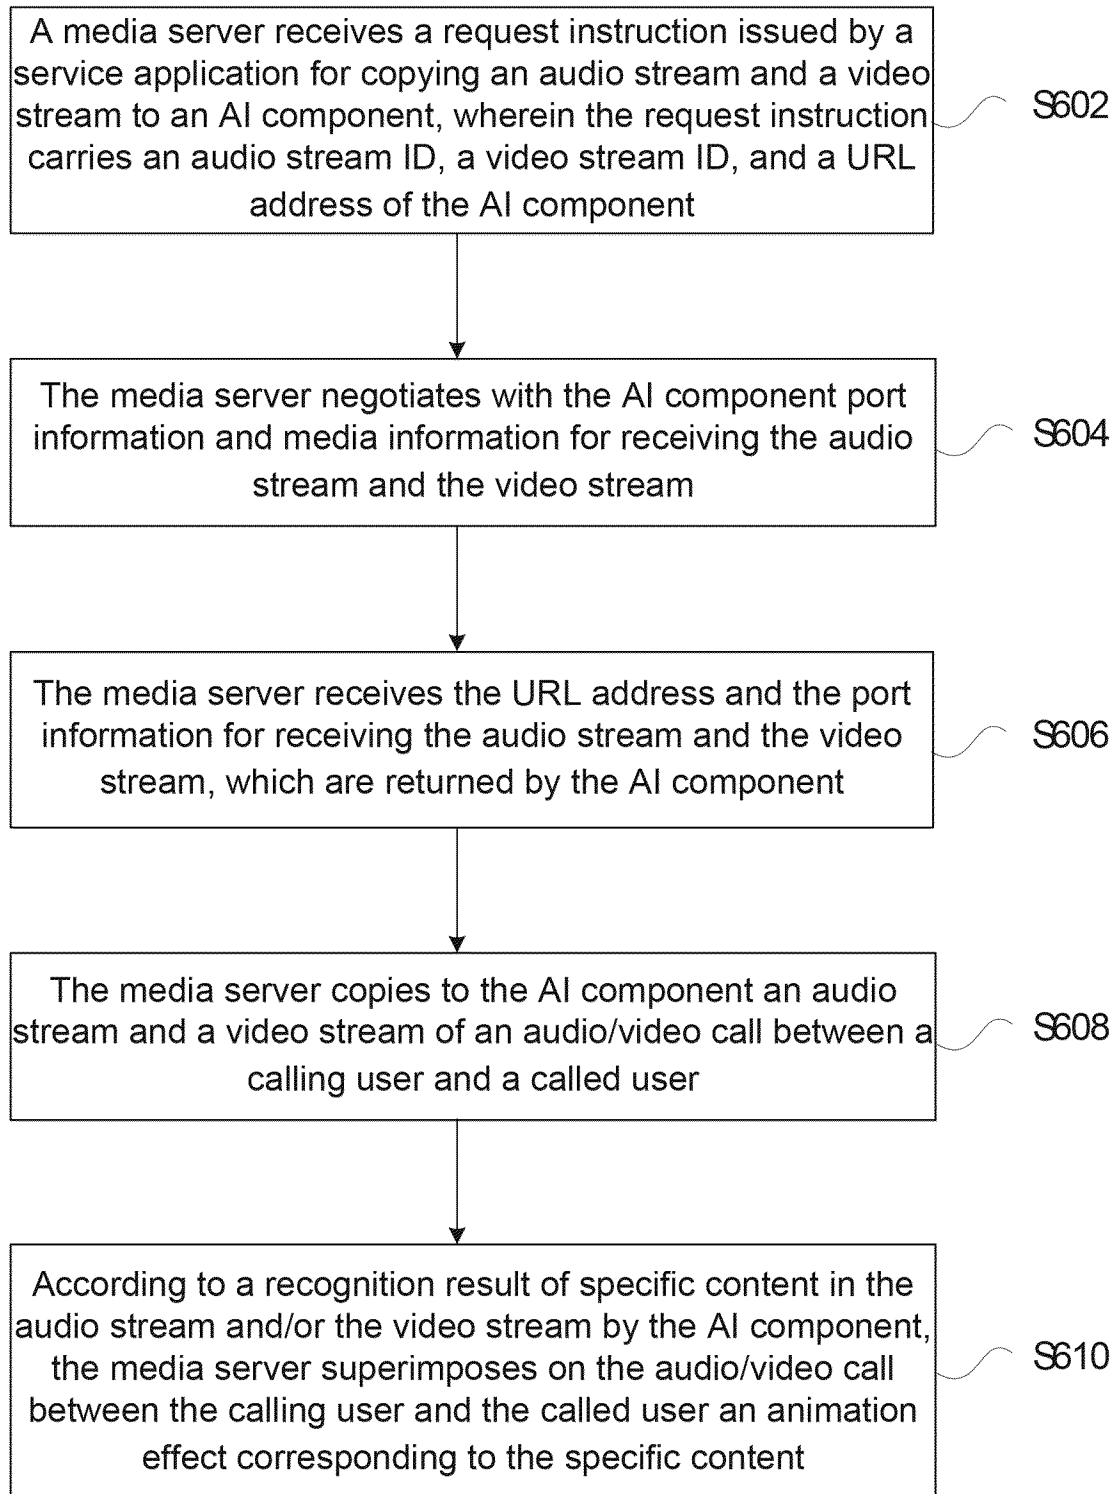 A media server receives a request instruction issued by a
service application for copying an audio stream and a video
stream to an AI component, wherein the request instruction
carries an audio stream ID, a video stream ID, and a URL
address of the AI component
S602
The media server negotiates with the AI component port
information and media information for receiving the audio
stream and the video stream
S604
The media server receives the URL address and the port
information for receiving the audio stream and the video
stream, which are returned by the AI component
S606
The media server copies to the AI component an audio
stream and a video stream of an audio/video call between a
calling user and a called user
S608
According to a recognition result of specific content in the
audio stream and/or the video stream by the AI component,
the media server superimposes on the audio/video call
between the calling user and the called user an animation
effect corresponding to the specific content
S610